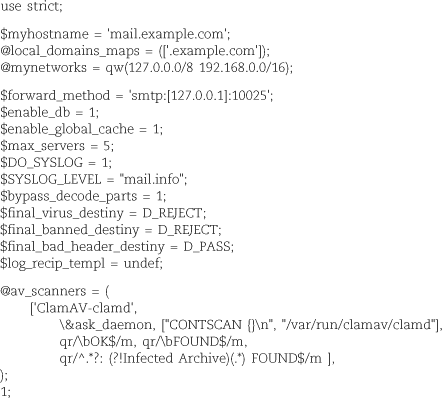 use strict;
$myhostname = 'mail.example.com';
@local_domains_maps = (['.example.com']);
@mynetworks = qw(127.0.0.0/8 192.168.0.0/16);
$forward_method = 'smtp:[127.0.0.1]:10025';
$enable_db = 1;
$enable_global_cache = 1;
$max_servers = 5;
$DO_SYSLOG = 1;
$SYSLOG_LEVEL = "mail.info";
$bypass_decode_parts = 1;
$final_virus_destiny = D_REJECT;
$final_banned_destiny = D_REJECT;
$final_bad_header_destiny = D_PASS;
$log_recip_templ = undef;
@av_scanners = (
['ClamAV-clamd',
\&ask_daemon, ["CONTSCAN {}\n", "/var/run/clamav/clamd"],
qr/\bOK$/m, qr/\bFOUND$/m,
qr/^.*?: (?!Infected Archive)(.*) FOUND$/m ],
);
1;